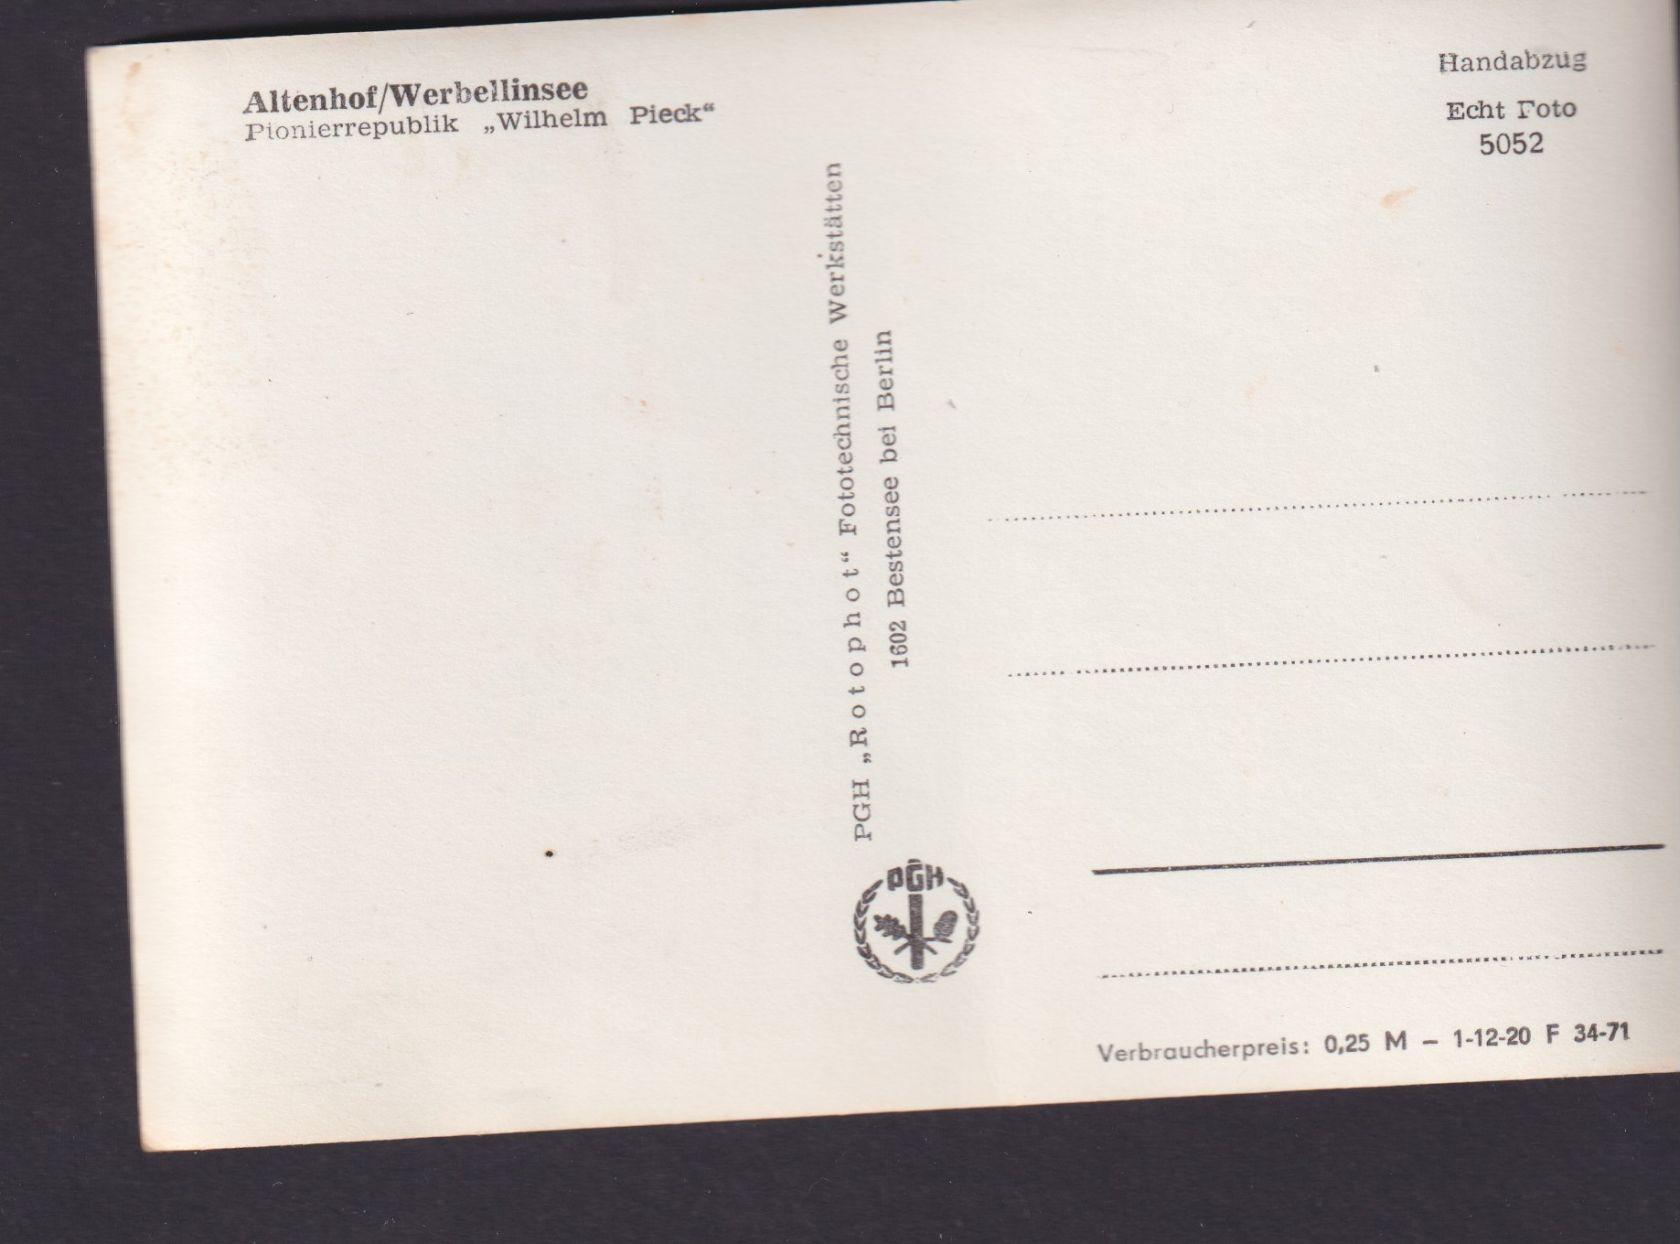 Altenhof/Werbellinsee
Pionierrepublik „Wilhelm Pieck“
Handabzug
Echt Foto
5052
PGH „Rotophot“ Fototechnische Werkstätten
1602 Bestensee bei Berlin
PGH
Verbraucherpreis: 0,25 M – 1-12-20 F 34-71